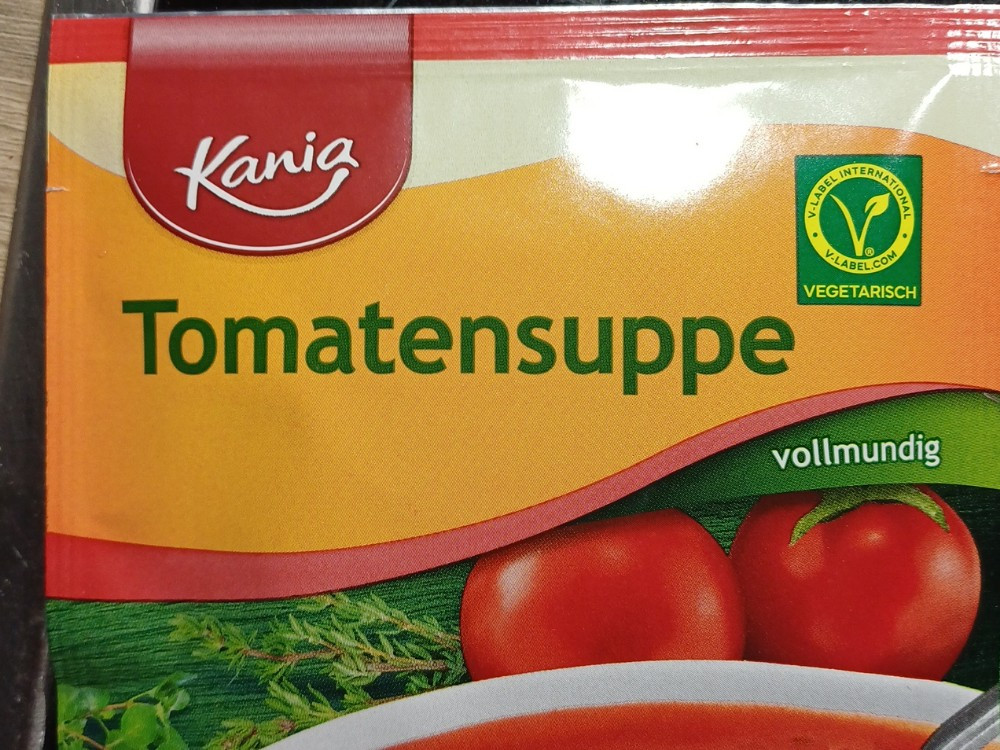 Kania
V-LABEL INTERNATIONAL
V-LABEL.COM
®
VEGETARISCH
Tomatensuppe
vollmundig